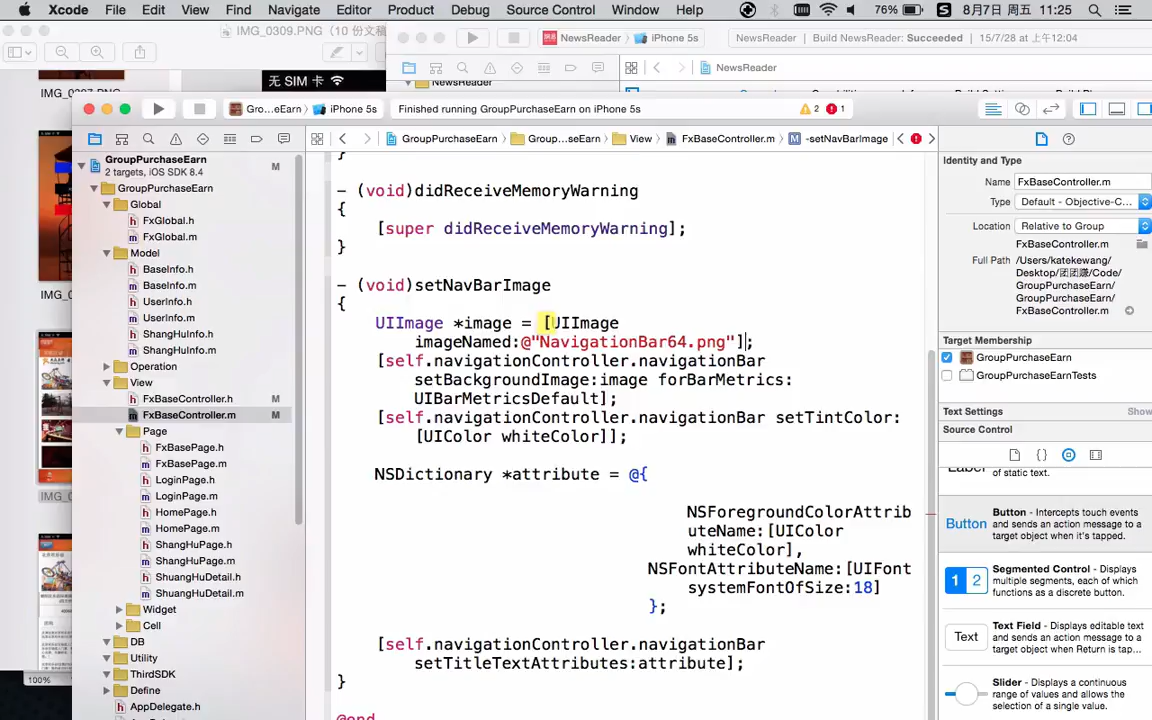 Xcode File Edit View Find Navigate Editor Product Debug Source Control Window Help 76% S 8月7日 周五 11:25
IMG_0309.PNG (10 份文稿
NewsReader iPhone 5s
NewsReader | Build NewsReader: Succeeded 15/7/28 at 上午12:04
无 SIM 卡
NewsReader
NewsReader
Gro...eEarn iPhone 5s
Finished running GroupPurchaseEarn on iPhone 5s
2 1
GroupPurchaseEarn Group...seEarn View FxBaseController.m M -setNavBarImage
GroupPurchaseEarn
2 targets, iOS SDK 8.4
M
GroupPurchaseEarn
Global
FxGlobal.h
FxGlobal.m
Model
BaseInfo.h
BaseInfo.m
UserInfo.h
UserInfo.m
ShangHuInfo.h
ShangHuInfo.m
Operation
View
FxBaseController.h M
FxBaseController.m M
Page
FxBasePage.h
FxBasePage.m
LoginPage.h
LoginPage.m
HomePage.h
HomePage.m
ShangHuPage.h
ShangHuPage.m
ShuangHuDetail.h
ShuangHuDetail.m
Widget
Cell
DB
Utility
ThirdSDK
Define
AppDelegate.h
100%
}
- (void)didReceiveMemoryWarning
{
[super didReceiveMemoryWarning];
}
- (void)setNavBarImage
{
UIImage *image = [UIImage
imageNamed:@"NavigationBar64.png"];
[self.navigationController.navigationBar
setBackgroundImage:image forBarMetrics:
UIBarMetricsDefault];
[self.navigationController.navigationBar setTintColor:
[UIColor whiteColor]];
NSDictionary *attribute = @{
NSForegroundColorAttrib
uteName:[UIColor
whiteColor],
NSFontAttributeName:[UIFont
systemFontOfSize:18]
};
[self.navigationController.navigationBar
setTitleTextAttributes:attribute];
}
@end
Identity and Type
Name FxBaseController.m
Type Default - Objective-C...
Location Relative to Group
FxBaseController.m
Full Path /Users/katekewang/
Desktop/团团赚/Code/
GroupPurchaseEarn/
GroupPurchaseEarn/
FxBaseController.m
Target Membership
GroupPurchaseEarn
GroupPurchaseEarnTests
Text Settings Show
Source Control
Label
of static text.
Button
Button - Intercepts touch events
and sends an action message to a
target object when it's tapped.
1 2
Segmented Control - Displays
multiple segments, each of which
functions as a discrete button.
Text
Text Field - Displays editable text
and sends an action message to a
target object when Return is tap...
Slider - Displays a continuous
range of values and allows the
selection of a single value.